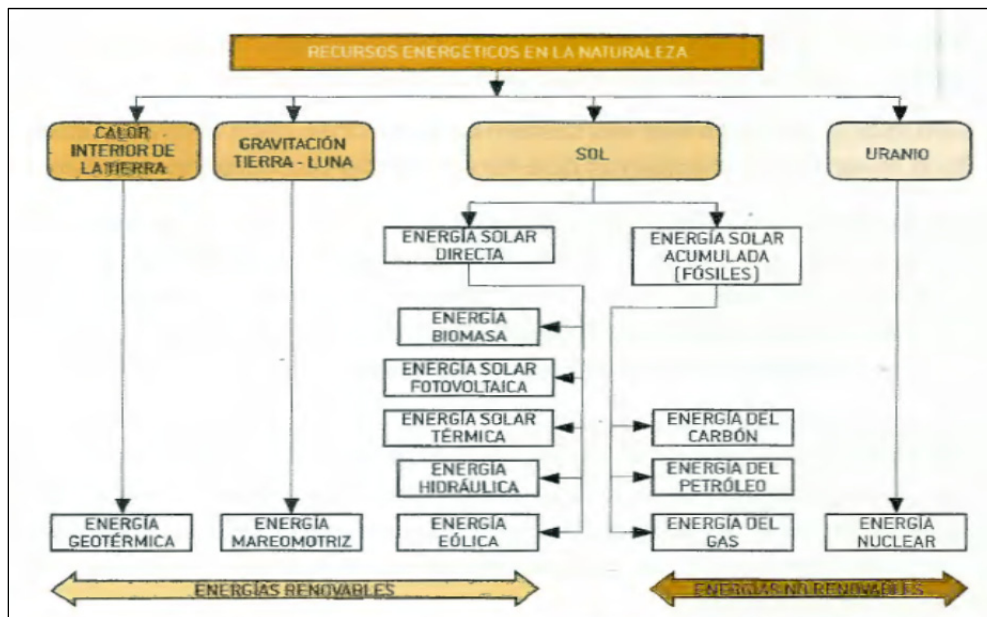 RECURSOS ENERGÉTICOS EN LA NATURALEZA
CALOR
INTERIOR DE
LA TIERRA
GRAVITACIÓN
TIERRA - LUNA
SOL
URANIO
ENERGÍA SOLAR
DIRECTA
ENERGÍA SOLAR
ACUMULADA
(FÓSILES)
ENERGÍA
BIOMASA
ENERGÍA SOLAR
FOTOVOLTAICA
ENERGÍA SOLAR
TÉRMICA
ENERGÍA
HIDRÁULICA
ENERGÍA
EÓLICA
ENERGÍA DEL
CARBÓN
ENERGÍA DEL
PETRÓLEO
ENERGÍA DEL
GAS
ENERGÍA
GEOTÉRMICA
ENERGÍA
MAREOMOTRIZ
ENERGÍA
NUCLEAR
ENERGÍAS RENOVABLES
ENERGÍAS NO RENOVABLES